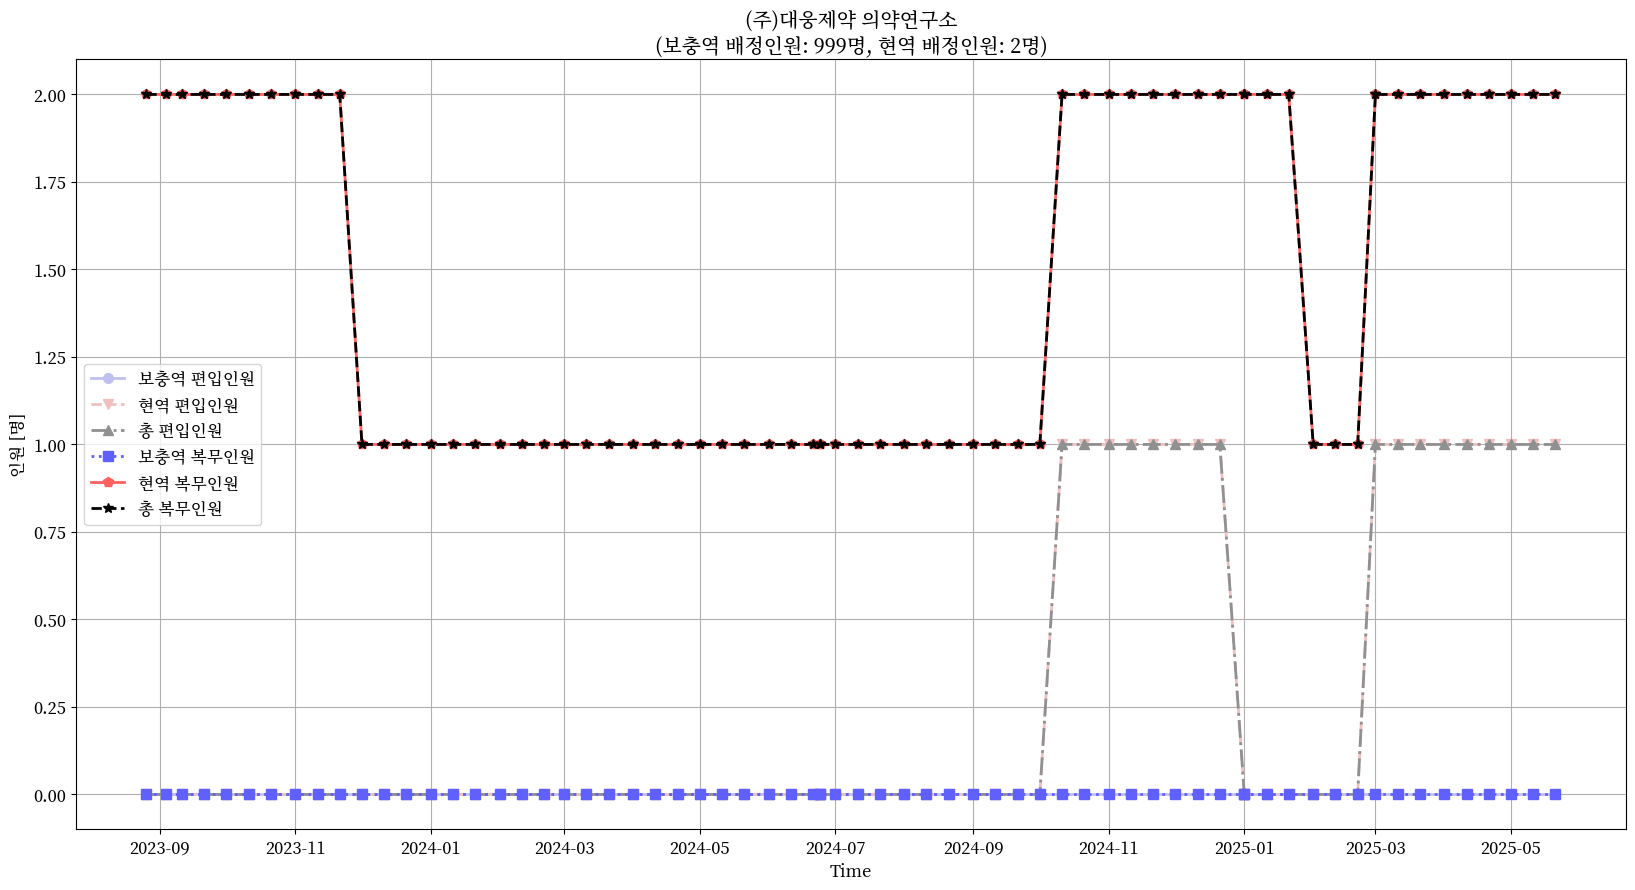 (주)대웅제약 의약연구소
(보충역 배정인원: 999명, 현역 배정인원: 2명)
2.00
1.75
1.50
1.25
1.00
0.75
0.50
0.25
0.00
인원 [명]
보충역 편입인원
현역 편입인원
총 편입인원
보충역 복무인원
현역 복무인원
총 복무인원
2023-09
2023-11
2024-01
2024-03
2024-05
2024-07
2024-09
2024-11
2025-01
2025-03
2025-05
Time